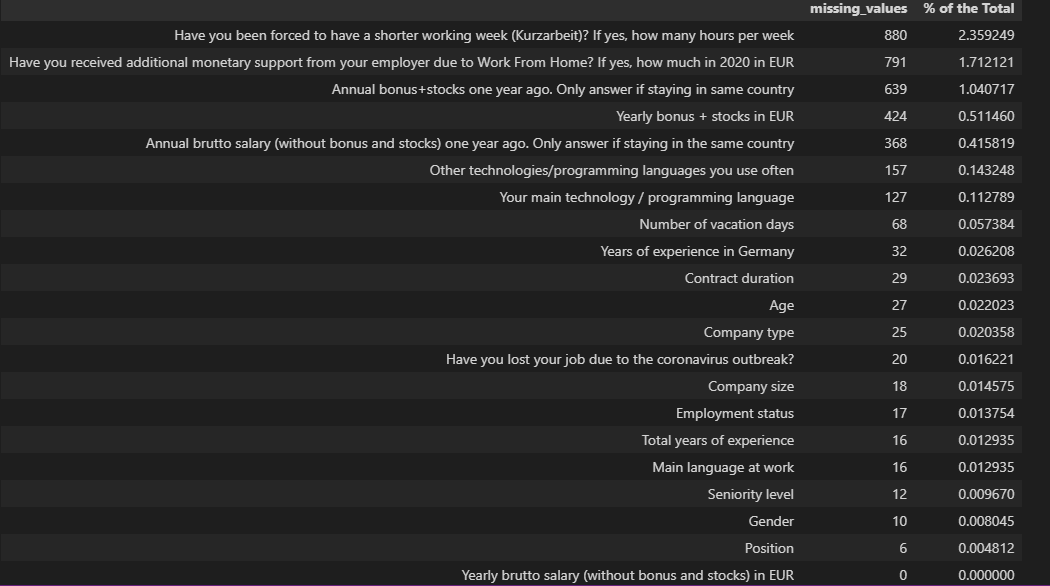 missing_values % of the Total
Have you been forced to have a shorter working week (Kurzarbeit)? If yes, how many hours per week 880 2.359249
Have you received additional monetary support from your employer due to Work From Home? If yes, how much in 2020 in EUR 791 1.712121
Annual bonus+stocks one year ago. Only answer if staying in same country 639 1.040717
Yearly bonus + stocks in EUR 424 0.511460
Annual brutto salary (without bonus and stocks) one year ago. Only answer if staying in the same country 368 0.415819
Other technologies/programming languages you use often 157 0.143248
Your main technology / programming language 127 0.112789
Number of vacation days 68 0.057384
Years of experience in Germany 32 0.026208
Contract duration 29 0.023693
Age 27 0.022023
Company type 25 0.020358
Have you lost your job due to the coronavirus outbreak? 20 0.016221
Company size 18 0.014575
Employment status 17 0.013754
Total years of experience 16 0.012935
Main language at work 16 0.012935
Seniority level 12 0.009670
Gender 10 0.008045
Position 6 0.004812
Yearly brutto salary (without bonus and stocks) in EUR 0 0.000000